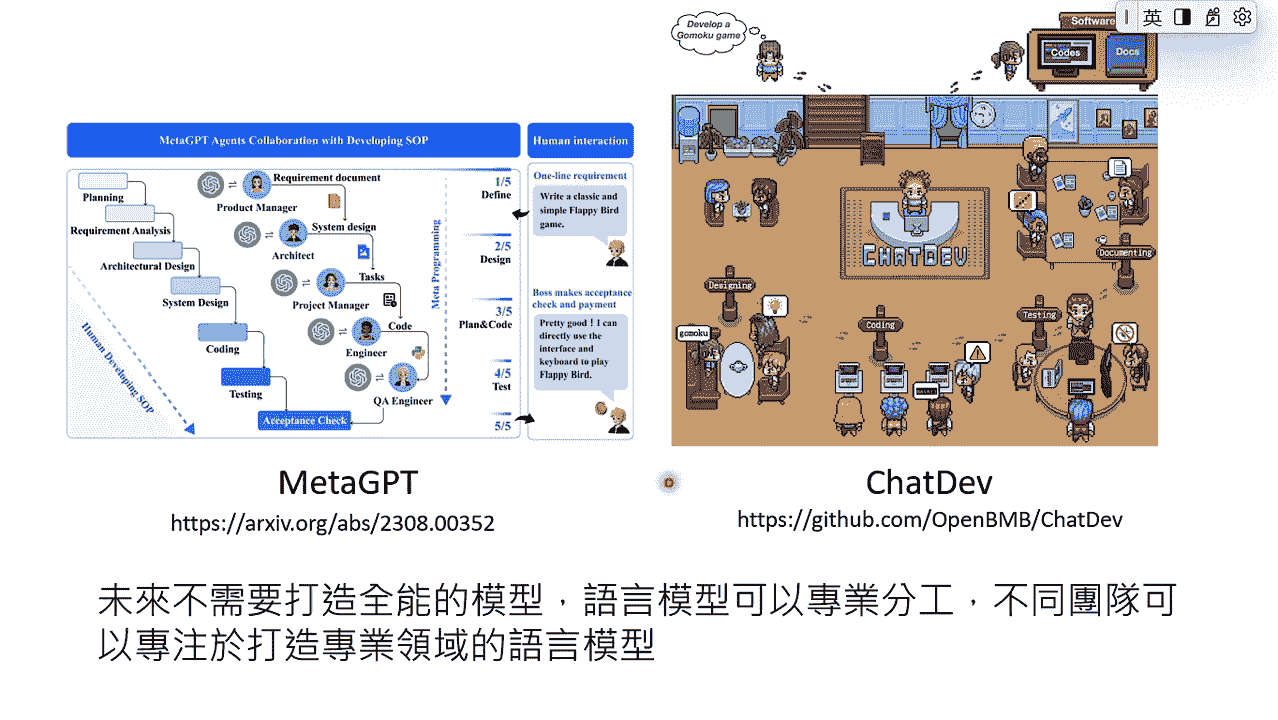 Develop a
Gomoku game
Software
英
Codes
Docs
MetaGPT Agents Collaboration with Developing SOP
Human interaction
Planning
Requirement Analysis
Architectural Design
System Design
Coding
Testing
Acceptance Check
Human Developing SOP
Requirement document
Product Manager
System design
Architect
Tasks
Project Manager
Code
Engineer
QA Engineer
Meta Programming
1/5
Define
2/5
Design
3/5
Plan&Code
4/5
Test
5/5
One-line requirement
Write a classic and
simple Flappy Bird
game.
Boss makes acceptance
check and payment
Pretty good ! I can
directly use the
interface and
keyboard to play
Flappy Bird.
CHATDEV
Designing
gomoku
Coding
Testing
Documenting
MetaGPT
https://arxiv.org/abs/2308.00352
ChatDev
https://github.com/OpenBMB/ChatDev
未來不需要打造全能的模型，語言模型可以專業分工，不同團隊可
以專注於打造專業領域的語言模型